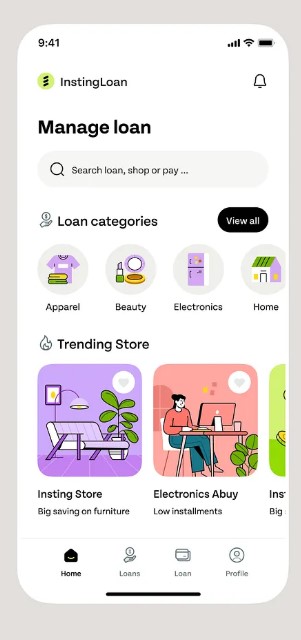 9:41
InstingLoan
Manage loan
Search loan, shop or pay ...
Loan categories
View all
Apparel
Beauty
Electronics
Home
Trending Store
Insting Store
Electronics Abuy
Inst
Big saving on furniture
Low installments
Big
Home
Loans
Loan
Profile